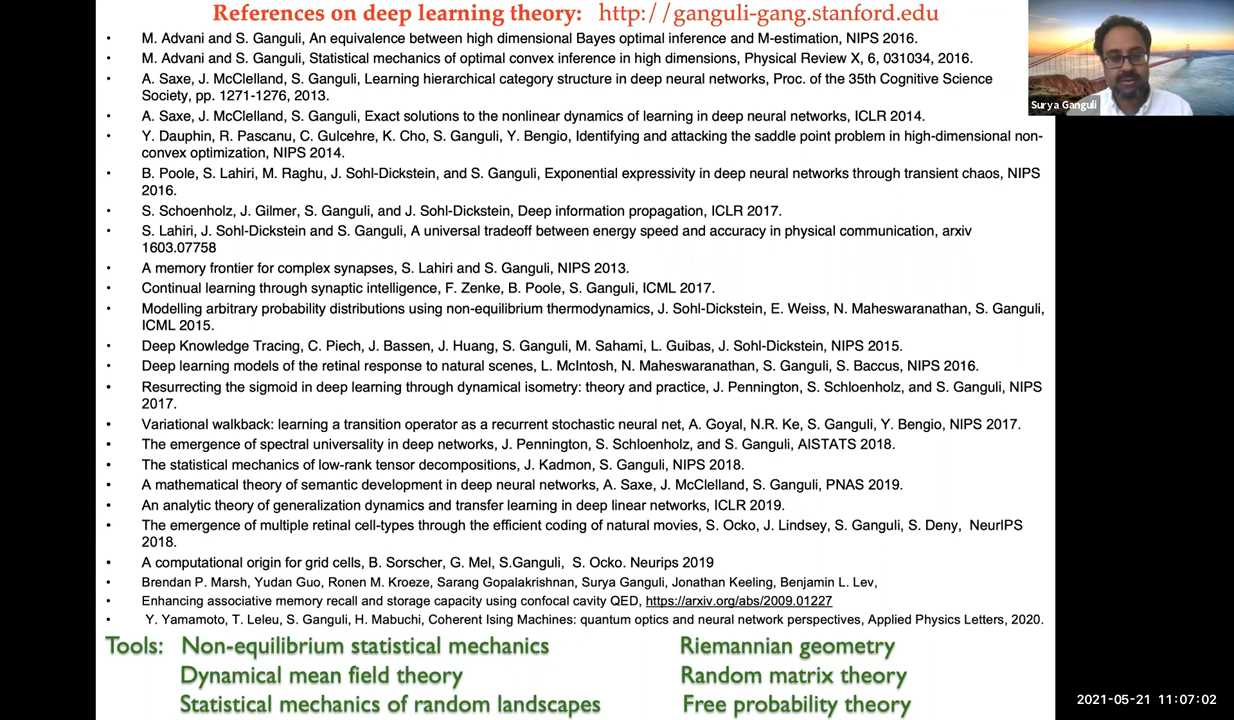 References on deep learning theory: http://ganguli-gang.stanford.edu
• M. Advani and S. Ganguli, An equivalence between high dimensional Bayes optimal inference and M-estimation, NIPS 2016.
• M. Advani and S. Ganguli, Statistical mechanics of optimal convex inference in high dimensions, Physical Review X, 6, 031034, 2016.
• A. Saxe, J. McClelland, S. Ganguli, Learning hierarchical category structure in deep neural networks, Proc. of the 35th Cognitive Science
Society, pp. 1271-1276, 2013.
• A. Saxe, J. McClelland, S. Ganguli, Exact solutions to the nonlinear dynamics of learning in deep neural networks, ICLR 2014.
• Y. Dauphin, R. Pascanu, C. Gulcehre, K. Cho, S. Ganguli, Y. Bengio, Identifying and attacking the saddle point problem in high-dimensional non-
convex optimization, NIPS 2014.
• B. Poole, S. Lahiri, M. Raghu, J. Sohl-Dickstein, and S. Ganguli, Exponential expressivity in deep neural networks through transient chaos, NIPS
2016.
• S. Schoenholz, J. Gilmer, S. Ganguli, and J. Sohl-Dickstein, Deep information propagation, ICLR 2017.
• S. Lahiri, J. Sohl-Dickstein and S. Ganguli, A universal tradeoff between energy speed and accuracy in physical communication, arxiv
1603.07758
• A memory frontier for complex synapses, S. Lahiri and S. Ganguli, NIPS 2013.
• Continual learning through synaptic intelligence, F. Zenke, B. Poole, S. Ganguli, ICML 2017.
• Modelling arbitrary probability distributions using non-equilibrium thermodynamics, J. Sohl-Dickstein, E. Weiss, N. Maheswaranathan, S. Ganguli,
ICML 2015.
• Deep Knowledge Tracing, C. Piech, J. Bassen, J. Huang, S. Ganguli, M. Sahami, L. Guibas, J. Sohl-Dickstein, NIPS 2015.
• Deep learning models of the retinal response to natural scenes, L. McIntosh, N. Maheswaranathan, S. Ganguli, S. Baccus, NIPS 2016.
• Resurrecting the sigmoid in deep learning through dynamical isometry: theory and practice, J. Pennington, S. Schloenholz, and S. Ganguli, NIPS
2017.
• Variational walkback: learning a transition operator as a recurrent stochastic neural net, A. Goyal, N.R. Ke, S. Ganguli, Y. Bengio, NIPS 2017.
• The emergence of spectral universality in deep networks, J. Pennington, S. Schloenholz, and S. Ganguli, AISTATS 2018.
• The statistical mechanics of low-rank tensor decompositions, J. Kadmon, S. Ganguli, NIPS 2018.
• A mathematical theory of semantic development in deep neural networks, A. Saxe, J. McClelland, S. Ganguli, PNAS 2019.
• An analytic theory of generalization dynamics and transfer learning in deep linear networks, ICLR 2019.
• The emergence of multiple retinal cell-types through the efficient coding of natural movies, S. Ocko, J. Lindsey, S. Ganguli, S. Deny, NeurIPS
2018.
• A computational origin for grid cells, B. Sorscher, G. Mel, S.Ganguli, S. Ocko. Neurips 2019
• Brendan P. Marsh, Yudan Guo, Ronen M. Kroeze, Sarang Gopalakrishnan, Surya Ganguli, Jonathan Keeling, Benjamin L. Lev,
• Enhancing associative memory recall and storage capacity using confocal cavity QED, https://arxiv.org/abs/2009.01227
• Y. Yamamoto, T. Leleu, S. Ganguli, H. Mabuchi, Coherent Ising Machines: quantum optics and neural network perspectives, Applied Physics Letters, 2020.
Tools: Non-equilibrium statistical mechanics Riemannian geometry
Dynamical mean field theory Random matrix theory
Statistical mechanics of random landscapes Free probability theory
Surya Ganguli
2021-05-21 11:07:02